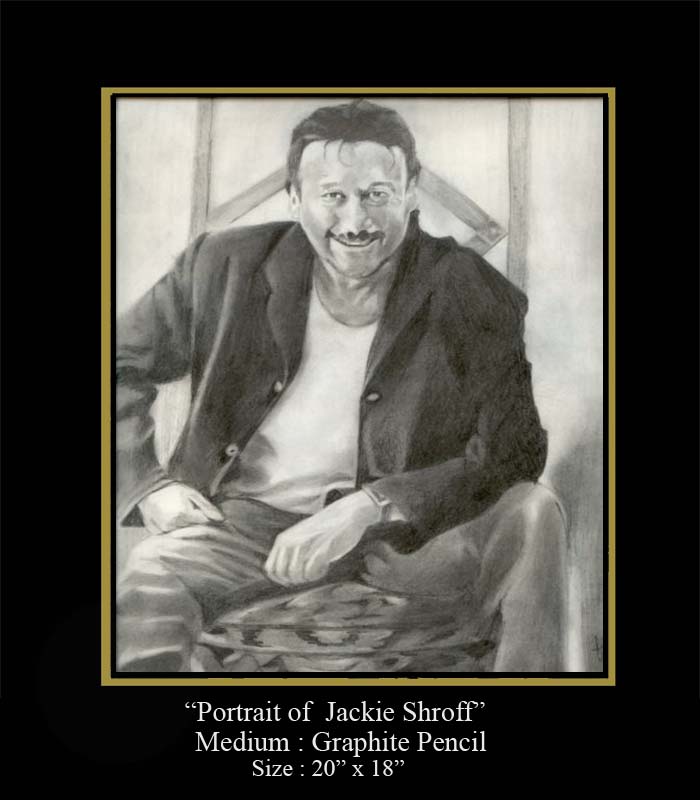 “Portrait of Jackie Shroff”
Medium : Graphite Pencil
Size : 20” x 18”